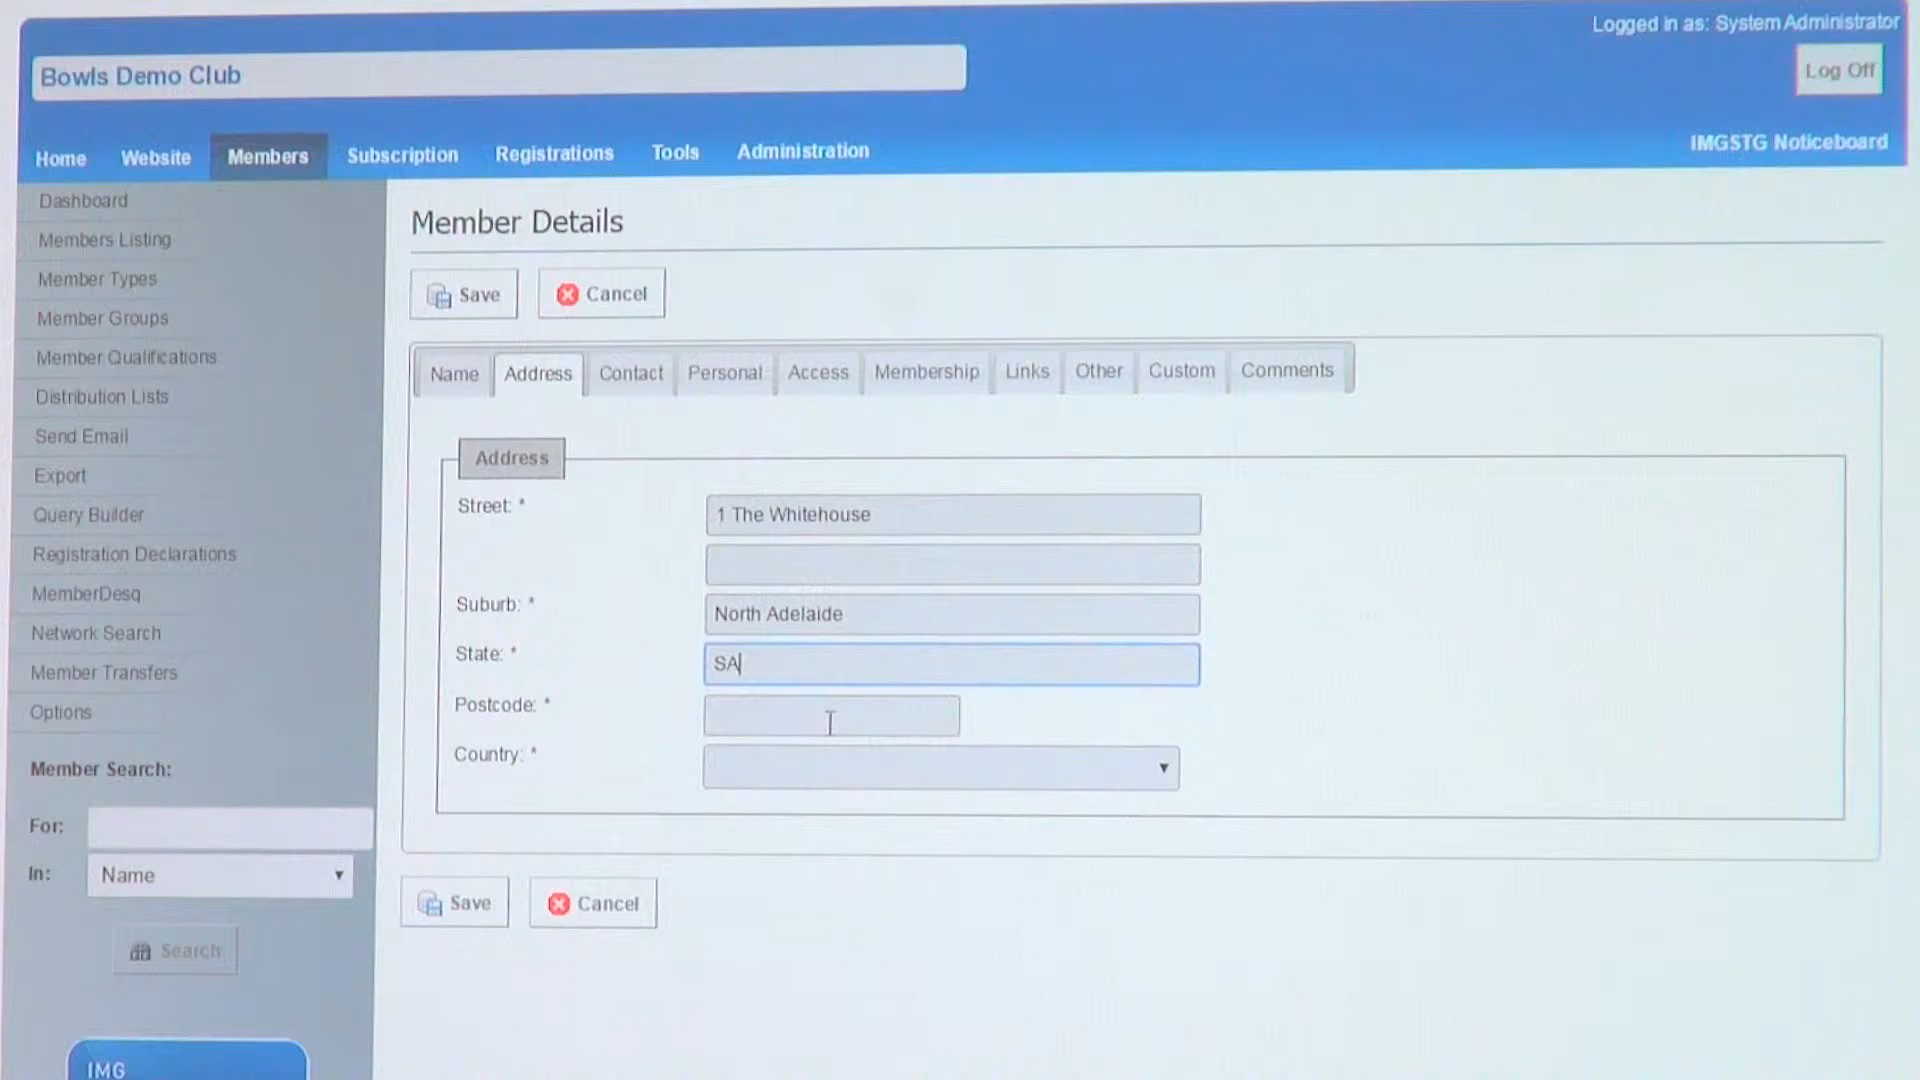 Logged in as: System Administrator
Bowls Demo Club
Log Off
Home Website Members Subscription Registrations Tools Administration
IMGSTG Noticeboard
Dashboard
Members Listing
Member Types
Member Groups
Member Qualifications
Distribution Lists
Send Email
Export
Query Builder
Registration Declarations
MemberDesq
Network Search
Member Transfers
Options
Member Search:
For:
In: Name
Search
IMG
Member Details
Save Cancel
Name Address Contact Personal Access Membership Links Other Custom Comments
Address
Street: * 1 The Whitehouse
Suburb: * North Adelaide
State: * SA
Postcode: *
Country: *
Save Cancel